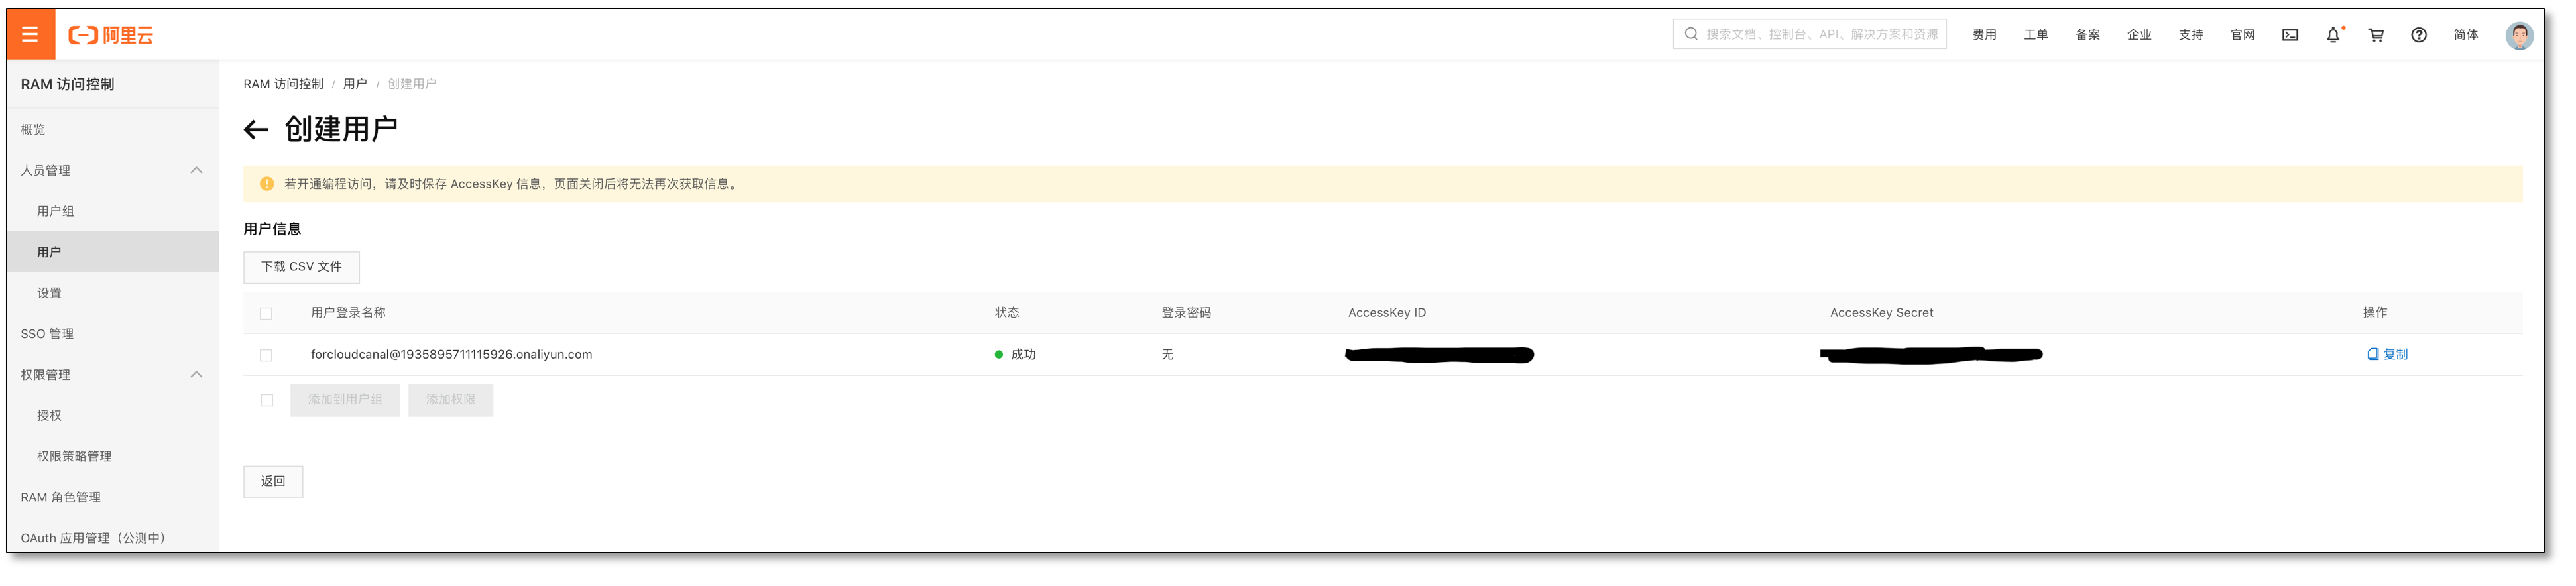 阿里云
搜索文档、控制台、API、解决方案和资源
费用 工单 备案 企业 支持 官网 简体
RAM 访问控制
概览
人员管理
用户组
用户
设置
SSO 管理
权限管理
授权
权限策略管理
RAM 角色管理
OAuth 应用管理（公测中）
RAM 访问控制 / 用户 / 创建用户
创建用户
若开通编程访问，请及时保存 AccessKey 信息，页面关闭后将无法再次获取信息。
用户信息
下载 CSV 文件
用户登录名称 状态 登录密码 AccessKey ID AccessKey Secret 操作
forcloudcanal@1935895711115926.onaliyun.com 成功 无 复制
添加到用户组 添加权限
返回